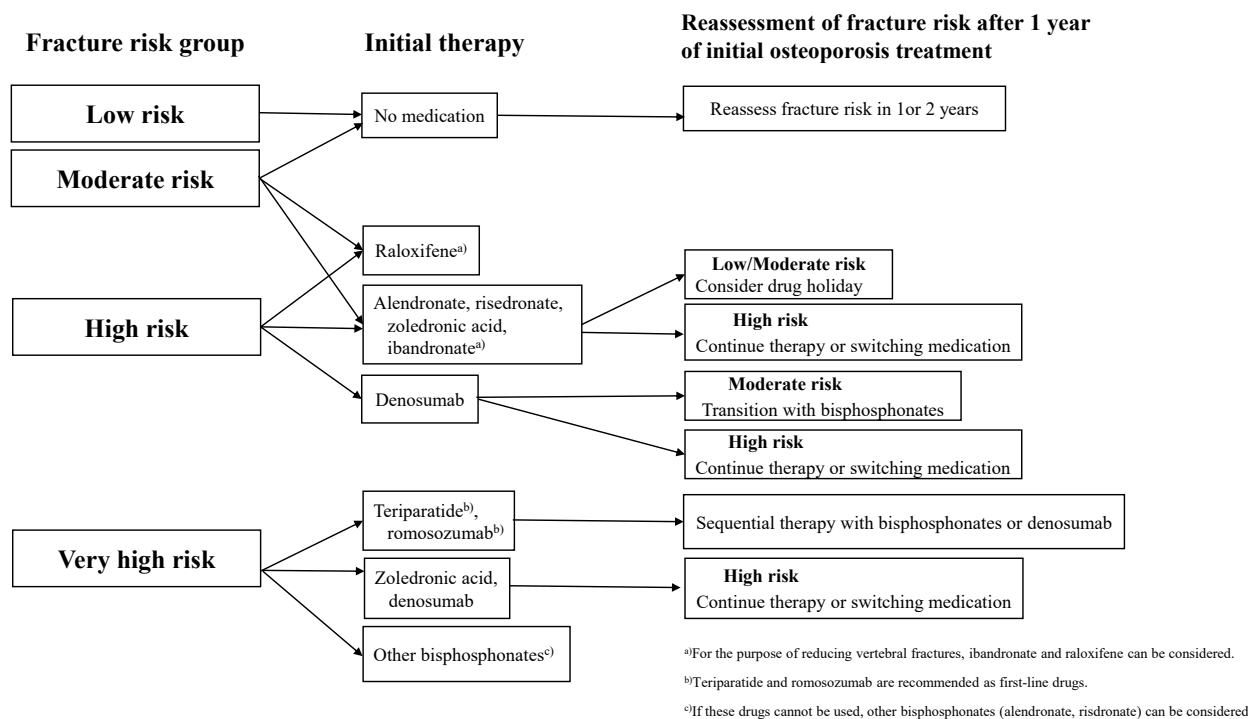 Fracture risk group
Initial therapy
Reassessment of fracture risk after 1 year
of initial osteoporosis treatment
Low risk
No medication
Reassess fracture risk in 1or 2 years
Moderate risk
Raloxifene a)
High risk
Alendronate, risedronate,
zoledronic acid,
ibandronate a)
Low/Moderate risk
Consider drug holiday
High risk
Continue therapy or switching medication
Denosumab
Moderate risk
Transition with bisphosphonates
High risk
Continue therapy or switching medication
Very high risk
Teriparatide b),
romosozumab b)
Sequential therapy with bisphosphonates or denosumab
Zoledronic acid,
denosumab
High risk
Continue therapy or switching medication
Other bisphosphonates c)
a)For the purpose of reducing vertebral fractures, ibandronate and raloxifene can be considered.
b)Teriparatide and romosozumab are recommended as first-line drugs.
c)If these drugs cannot be used, other bisphosphonates (alendronate, risdronate) can be considered